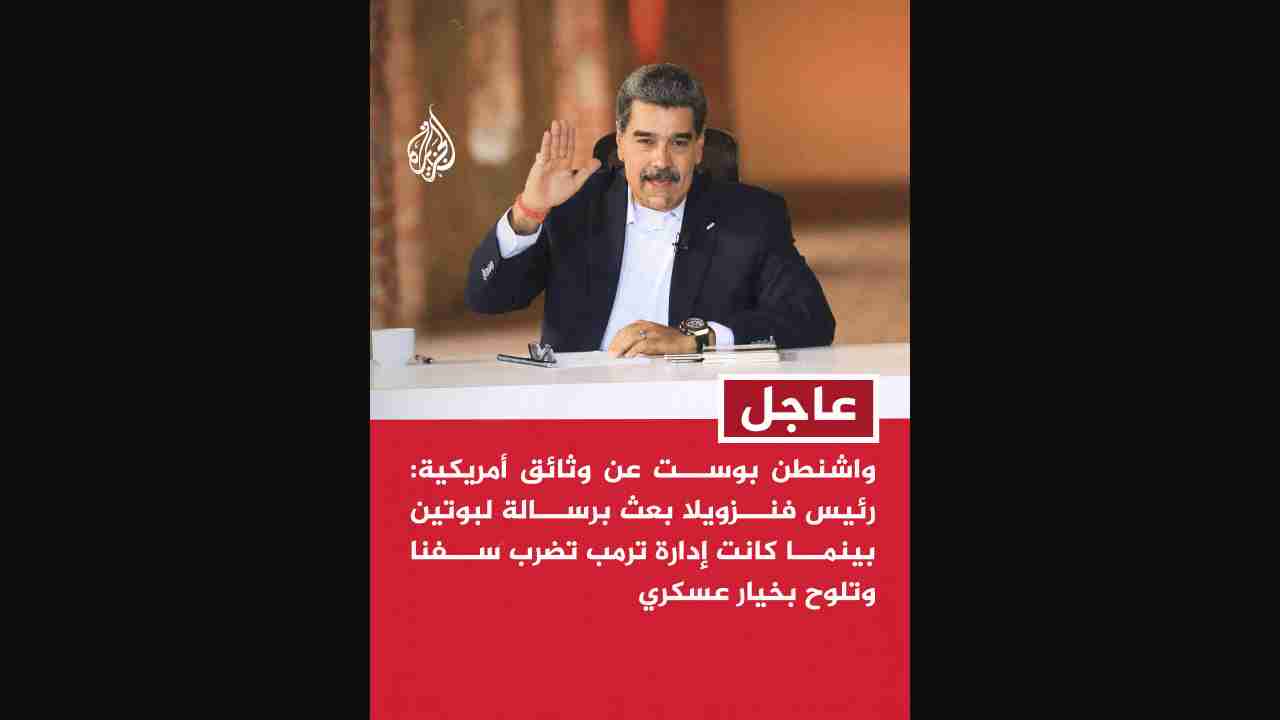 الجزيرة
عاجل
واشنطن بوست عن وثائق أمريكية:
رئيس فنزويلا بعث برسالة لبوتين
بينما كانت إدارة ترمب تضرب سفنا
وتلوح بخيار عسكري